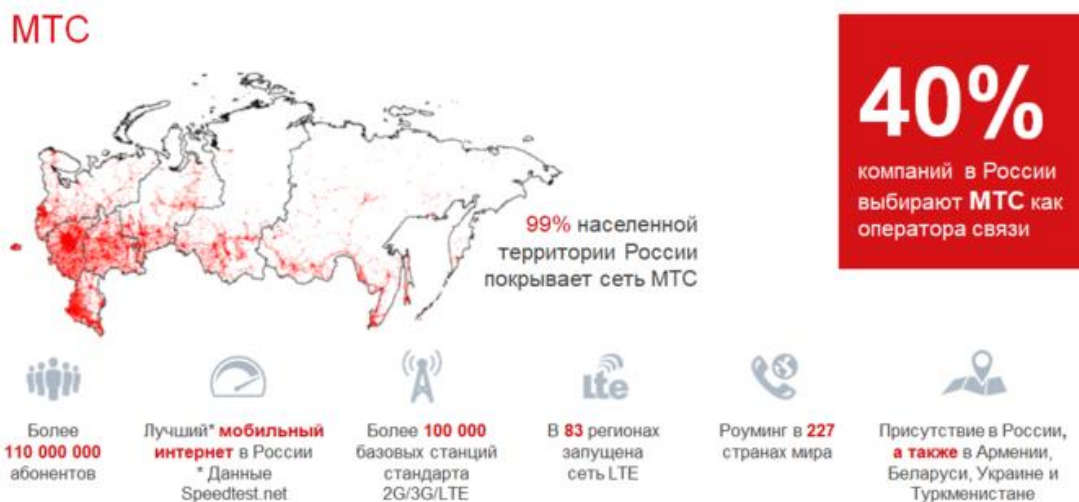 МТС
40%
компаний в России
выбирают МТС как
оператора связи
99% населенной
территории России
покрывает сеть МТС
Более
110 000 000
абонентов
Лучший* мобильный
интернет в России
* Данные
Speedtest.net
Более 100 000
базовых станций
стандарта
2G/3G/LTE
lte
В 83 регионах
запущена
сеть LTE
Роуминг в 227
странах мира
Присутствие в России,
а также в Армении,
Беларуси, Украине и
Туркменистане